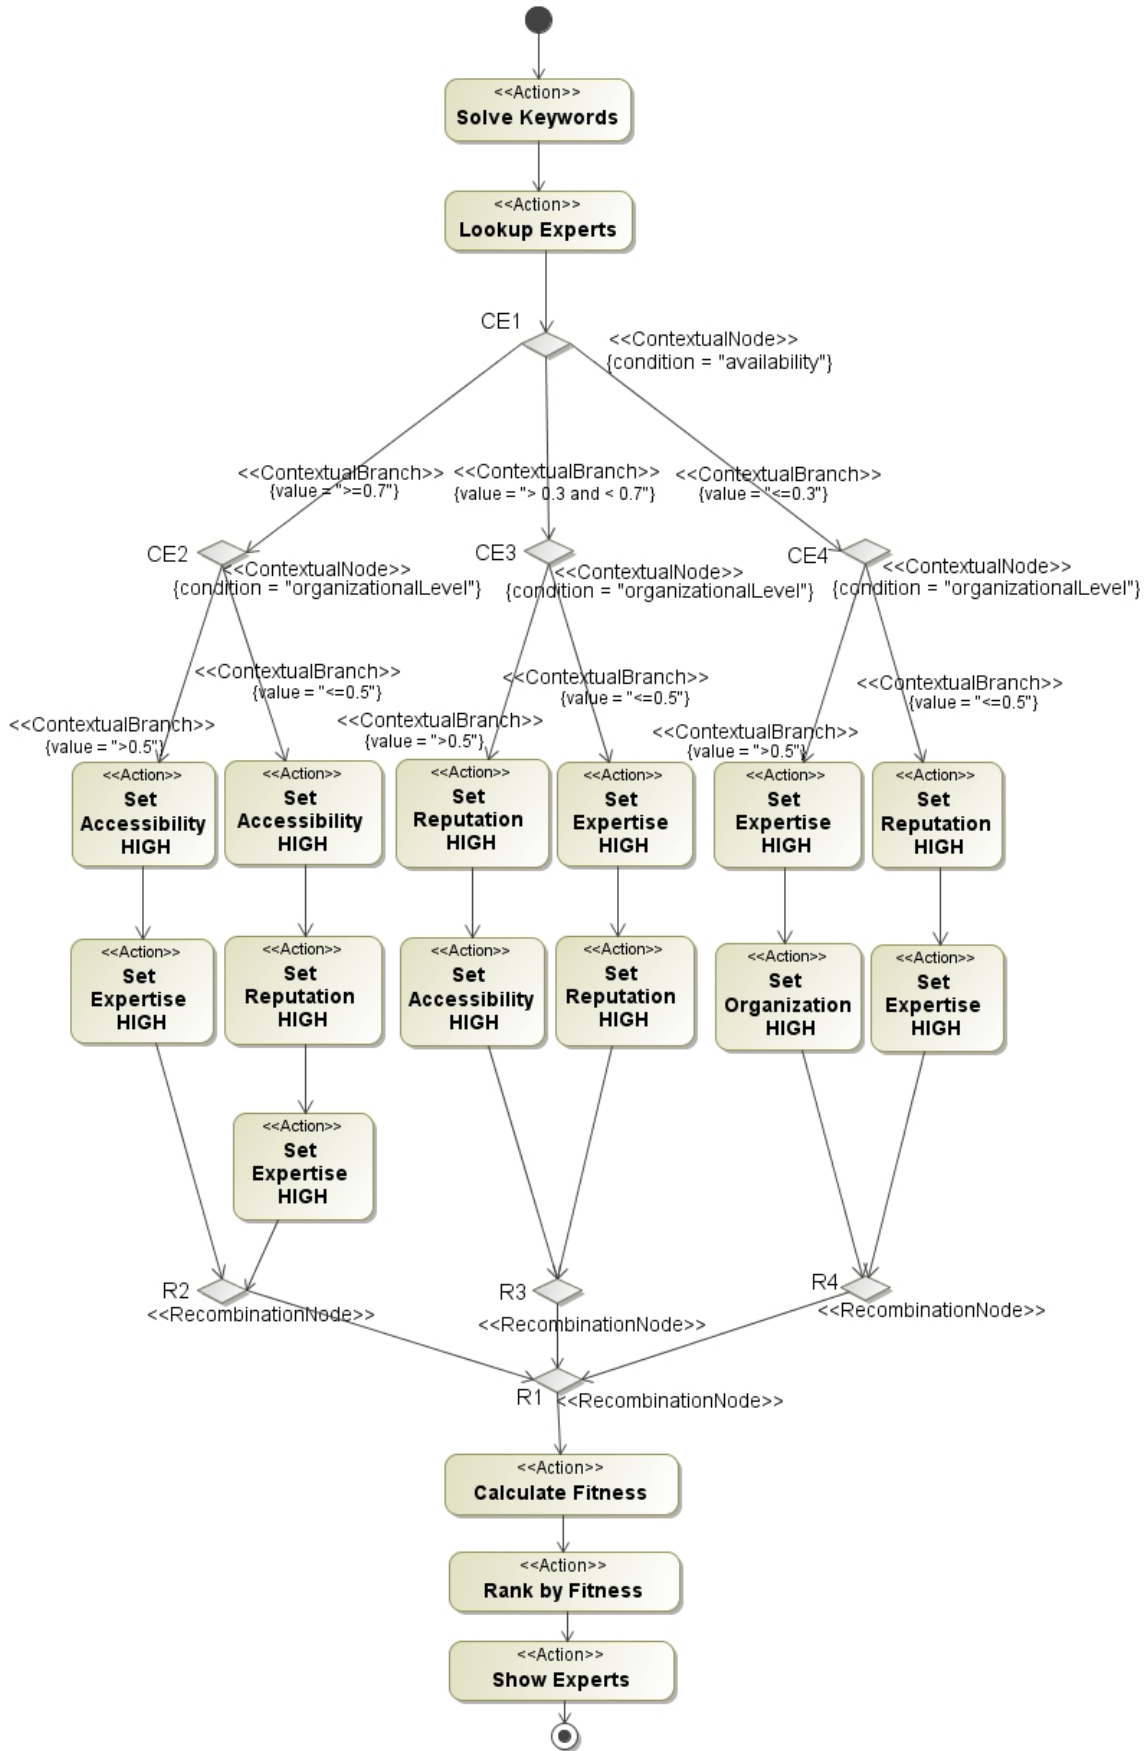 <<Action>>
Solve Keywords
<<Action>>
Lookup Experts
CE1
<<ContextualNode>>
{condition = "availability"}
<<ContextualBranch>>
{value = ">=0.7"}
<<ContextualBranch>>
{value = "> 0.3 and < 0.7"}
<<ContextualBranch>>
{value = "<=0.3"}
CE2
<<ContextualNode>>
{condition = "organizationalLevel"}
CE3
<<ContextualNode>>
{condition = "organizationalLevel"}
CE4
<<ContextualNode>>
{condition = "organizationalLevel"}
<<ContextualBranch>>
{value = ">0.5"}
<<ContextualBranch>>
{value = "<=0.5"}
<<ContextualBranch>>
{value = ">0.5"}
<<ContextualBranch>>
{value = "<=0.5"}
<<ContextualBranch>>
{value = ">0.5"}
<<ContextualBranch>>
{value = "<=0.5"}
<<Action>>
Set
Accessibility
HIGH
<<Action>>
Set
Accessibility
HIGH
<<Action>>
Set
Reputation
HIGH
<<Action>>
Set
Expertise
HIGH
<<Action>>
Set
Expertise
HIGH
<<Action>>
Set
Reputation
HIGH
<<Action>>
Set
Expertise
HIGH
<<Action>>
Set
Reputation
HIGH
<<Action>>
Set
Accessibility
HIGH
<<Action>>
Set
Reputation
HIGH
<<Action>>
Set
Organization
HIGH
<<Action>>
Set
Expertise
HIGH
<<Action>>
Set
Expertise
HIGH
R2
<<RecombinationNode>>
R3
<<RecombinationNode>>
R4
<<RecombinationNode>>
R1
<<RecombinationNode>>
<<Action>>
Calculate Fitness
<<Action>>
Rank by Fitness
<<Action>>
Show Experts